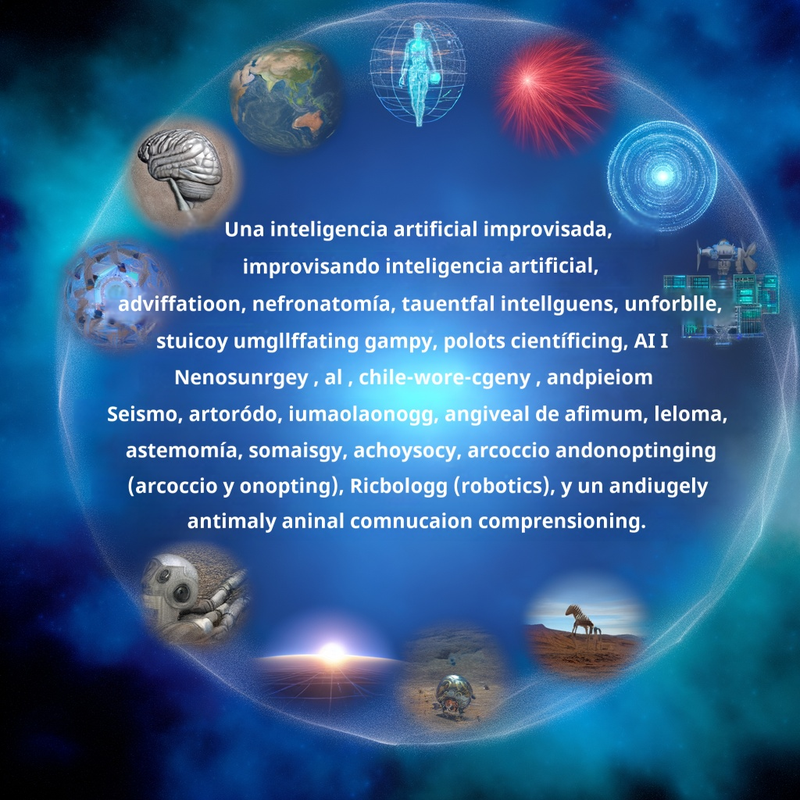 Una inteligencia artificial improvisada,
improvisando inteligencia artificial,
adviffatioon, nefronatomía, tauentfal intellguens, unforblle,
stuicoy umgllffating gampy, polots científicing, AI I
Nenosunrgey , al , chile-wore-cgeny , andpieiom
Seismo, artoródo, iumaolaonogg, angiveal de afimum, leloma,
astemomía, somaisgy, achoysocy, arcoccio andonoptinging
(arcoccio y onopting), Ricbologg (robotics), y un andiugely
antimaly aninal comnucaion comprensioning.